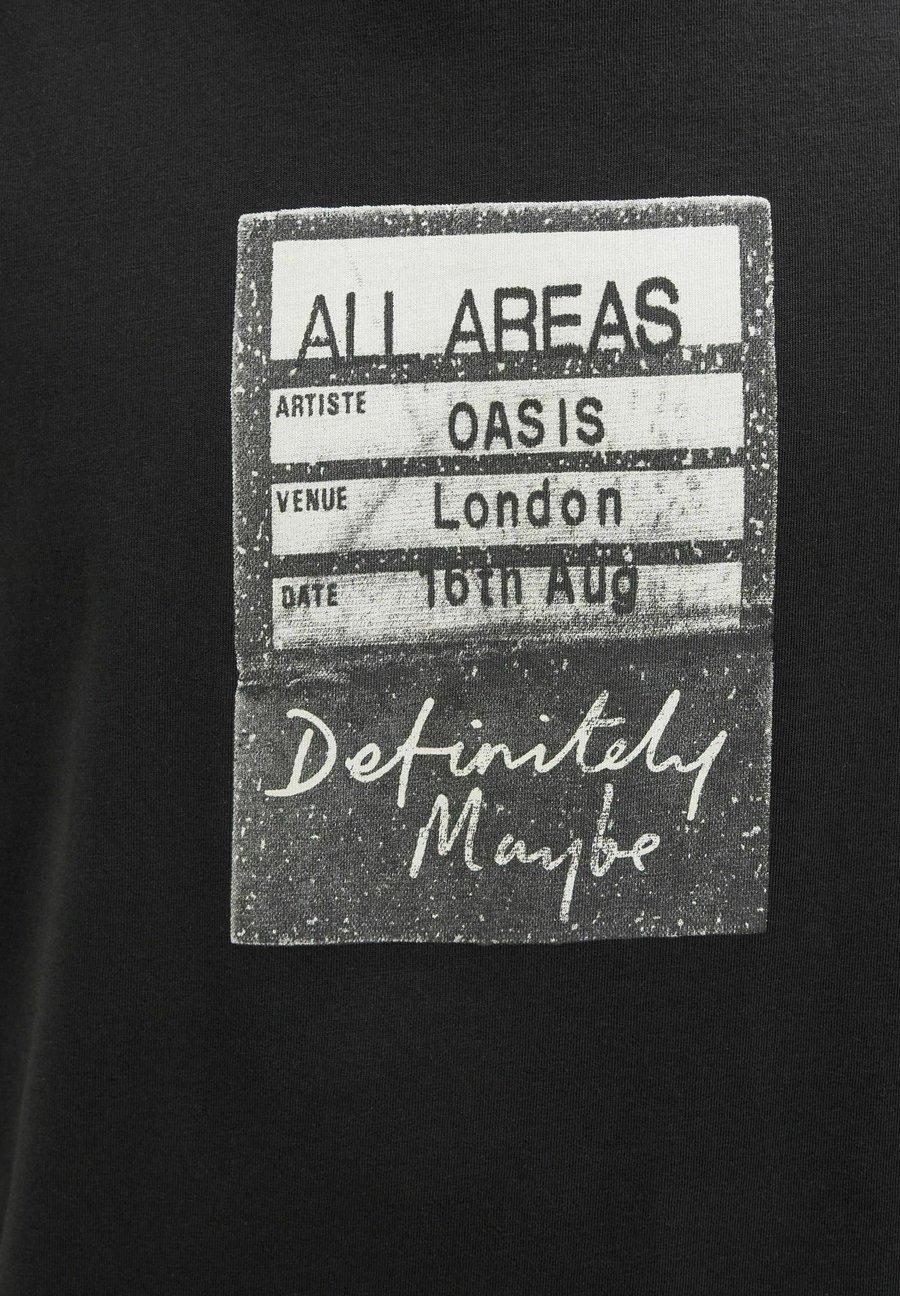 ALL AREAS
ARTISTE OASIS
VENUE London
DATE 16th Aug
Definitely
Maybe